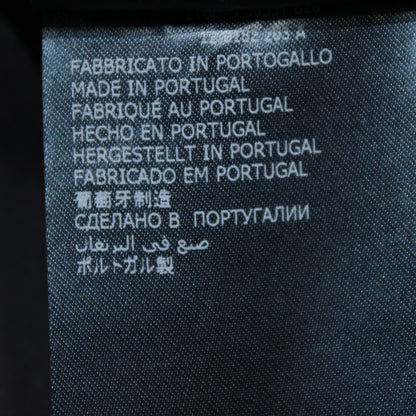 FABBRICATO IN PORTOGALLO
MADE IN PORTUGAL
FABRIQUÉ AU PORTUGAL
HECHO EN PORTUGAL
HERGESTELLT IN PORTUGAL
FABRICADO EM PORTUGAL
葡萄牙制造
СДЕЛАНО В ПОРТУГАЛИИ
صنع في البرتغال
ポルトガル製